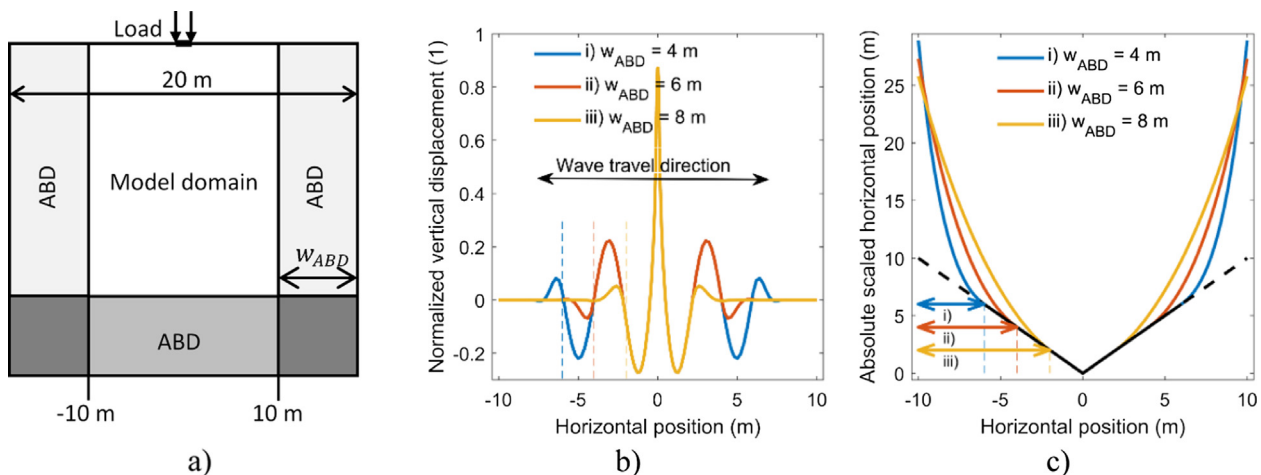 Load
20 m
ABD
Model domain
ABD
w_ABD
ABD
-10 m
10 m
a)
Normalized vertical displacement (1)
1
0.8
0.6
0.4
0.2
0
-0.2
i) w_ABD = 4 m
ii) w_ABD = 6 m
iii) w_ABD = 8 m
Wave travel direction
-10
-5
0
5
10
Horizontal position (m)
b)
Absolute scaled horizontal position (m)
25
20
15
10
5
0
i) w_ABD = 4 m
ii) w_ABD = 6 m
iii) w_ABD = 8 m
i)
ii)
iii)
-10
-5
0
5
10
Horizontal position (m)
c)